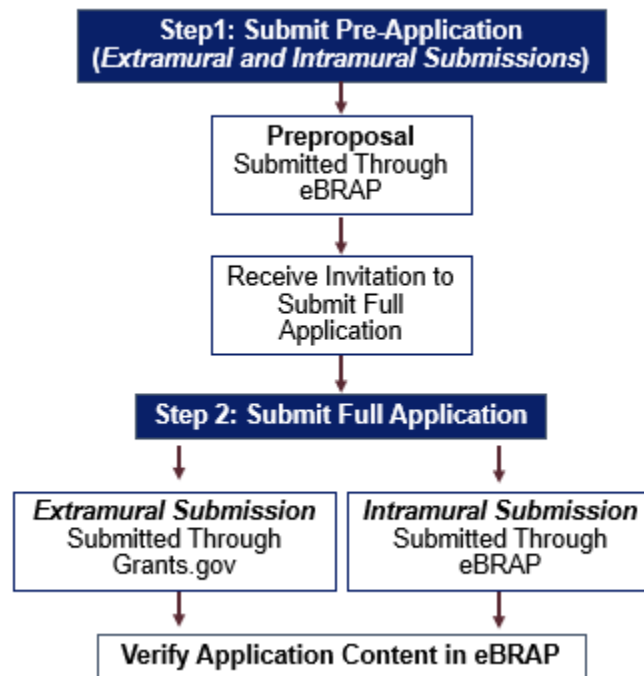 Step1: Submit Pre-Application
(Extramural and Intramural Submissions)
Preproposal
Submitted Through
eBRAP
Receive Invitation to
Submit Full
Application
Step 2: Submit Full Application
Extramural Submission
Submitted Through
Grants.gov
Intramural Submission
Submitted Through
eBRAP
Verify Application Content in eBRAP